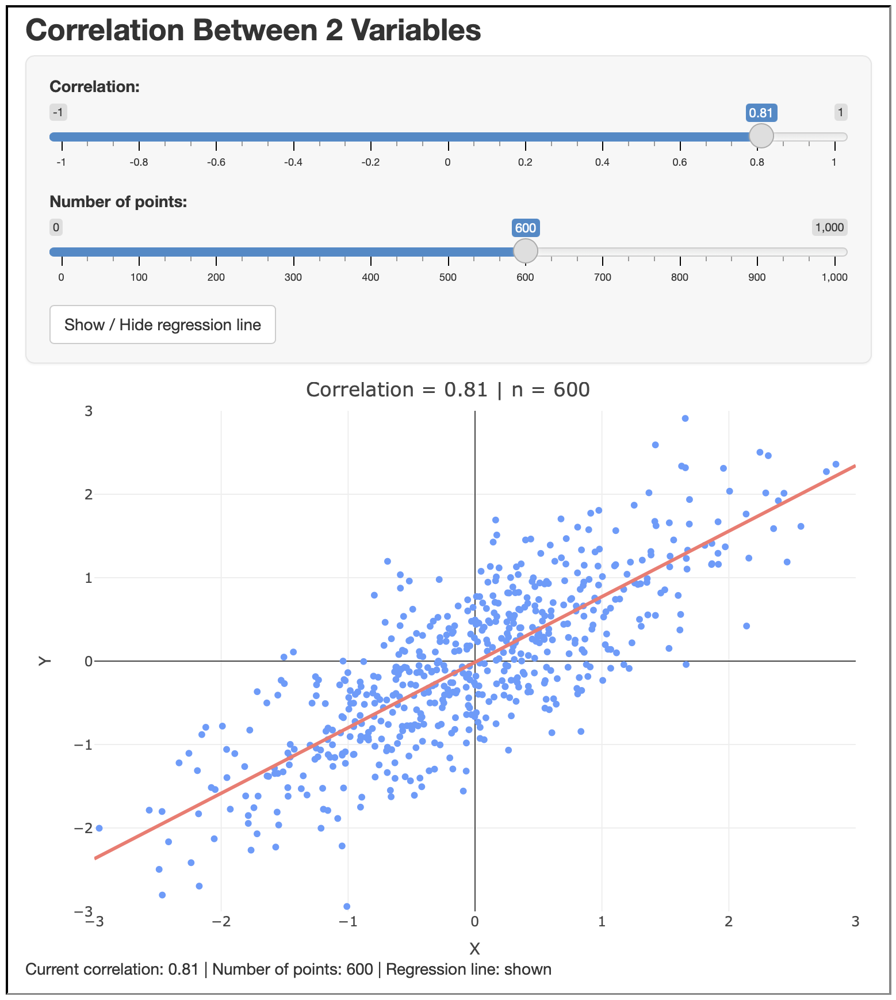 Correlation Between 2 Variables
Correlation:
-1 0.81 1
-1 -0.8 -0.6 -0.4 -0.2 0 0.2 0.4 0.6 0.8 1
Number of points:
0 600 1,000
0 100 200 300 400 500 600 700 800 900 1,000
Show / Hide regression line
Correlation = 0.81 | n = 600
3
2
1
Y
0
−1
−2
−3
−3 −2 −1 0 1 2 3
X
Current correlation: 0.81 | Number of points: 600 | Regression line: shown